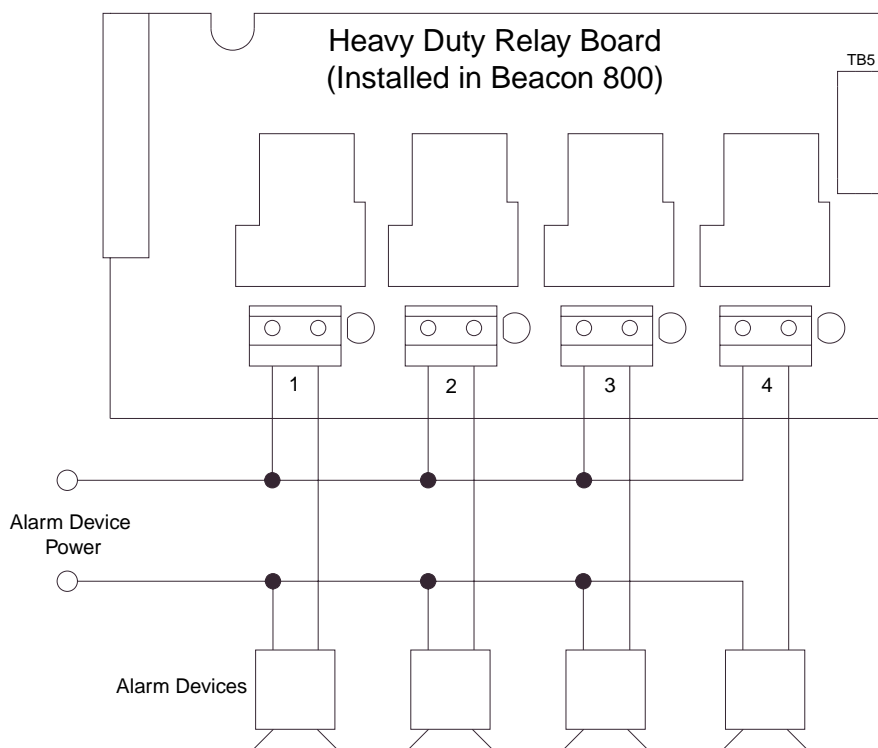 Heavy Duty Relay Board
(Installed in Beacon 800)
TB5
1
2
3
4
Alarm Device
Power
Alarm Devices